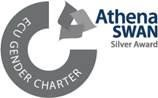 ECU GENDER CHARTER
Athena
SWAN
Silver Award